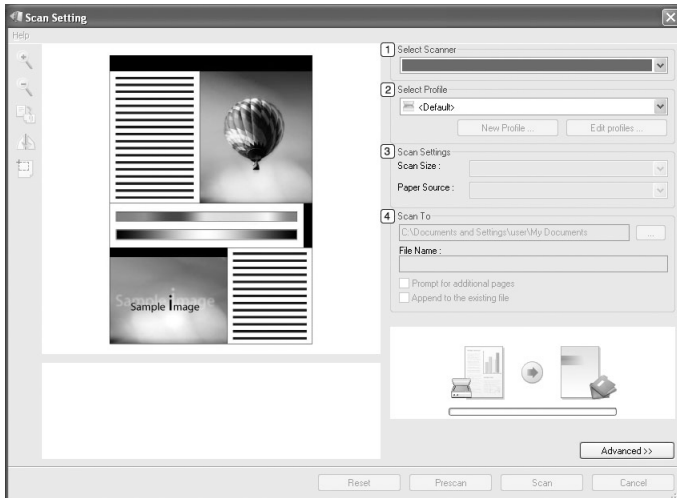 Scan Setting
Help
1 Select Scanner
2 Select Profile
<Default>
New Profile ...
Edit profiles ...
3 Scan Settings
Scan Size :
Paper Source :
4 Scan To
C:\Documents and Settings\user\My Documents
...
File Name :
Prompt for additional pages
Append to the existing file
Sample image
Sample image
Advanced >>
Reset
Prescan
Scan
Cancel